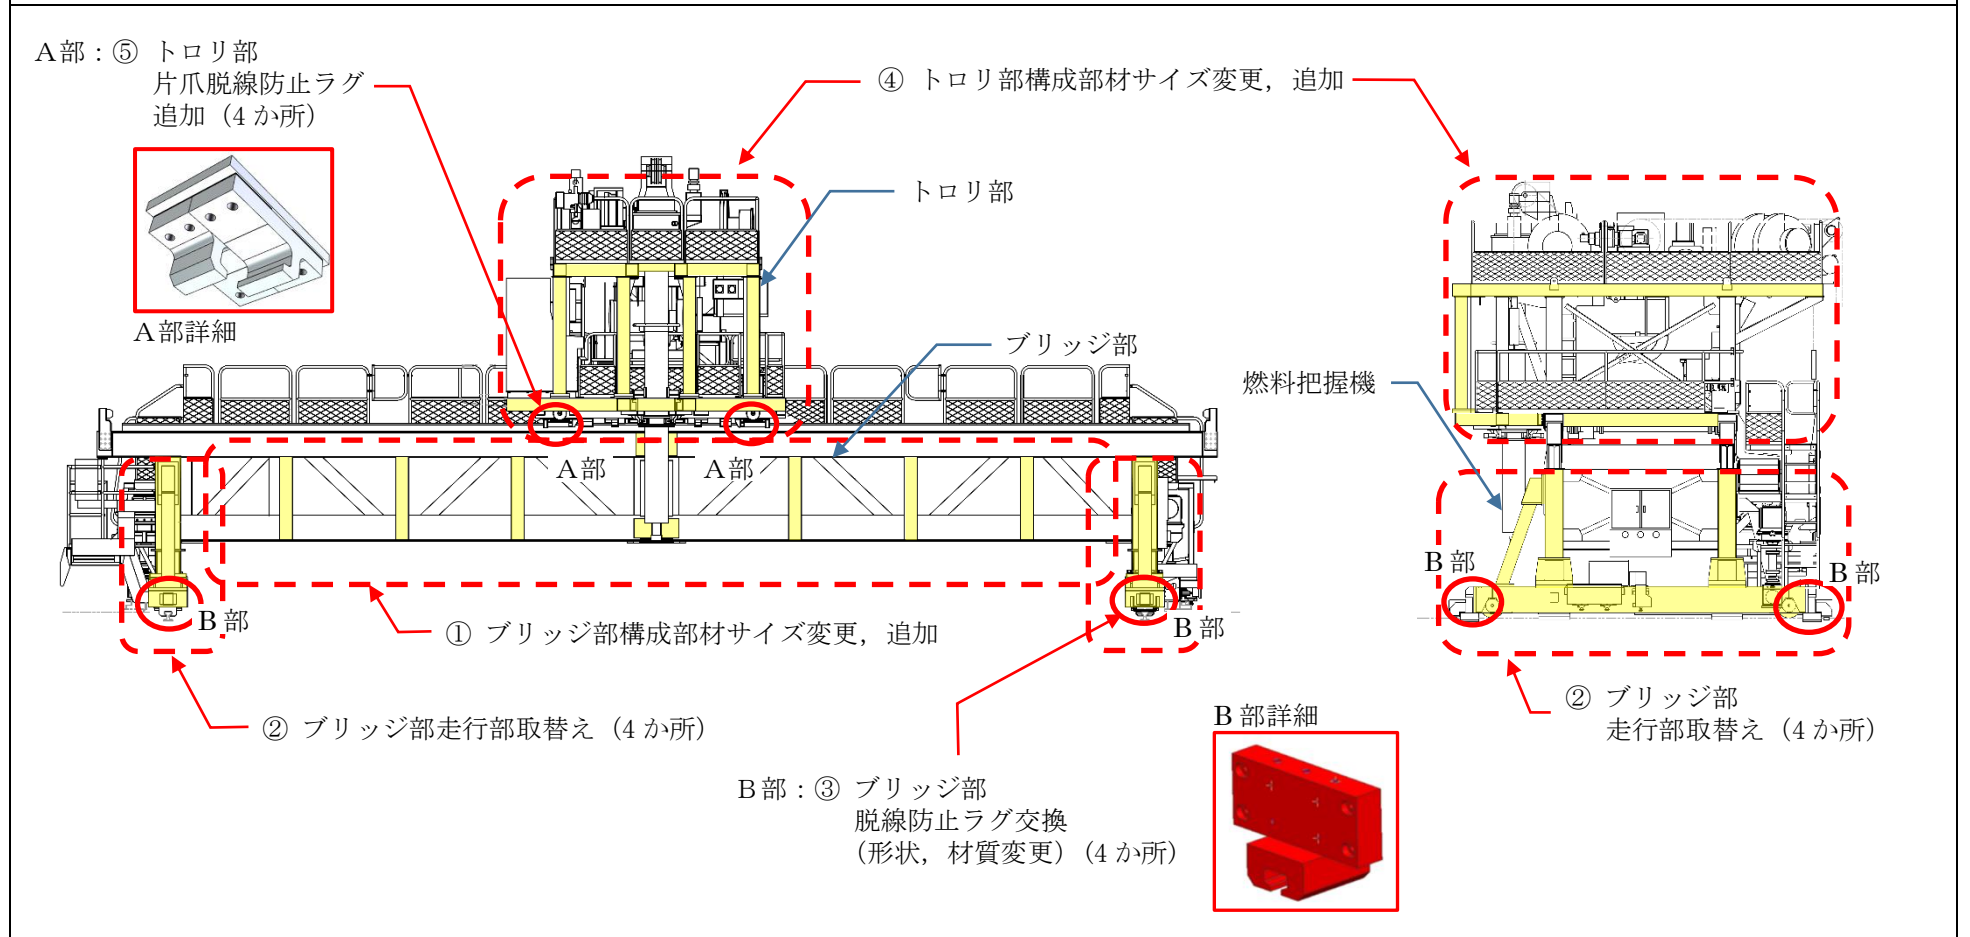 A部：⑤ トロリ部
片爪脱線防止ラグ
追加（4か所）
A部詳細
④ トロリ部構成部材サイズ変更，追加
トロリ部
ブリッジ部
燃料把握機
A部
A部
B部
B部
B部
B部
① ブリッジ部構成部材サイズ変更，追加
② ブリッジ部走行部取替え（4か所）
B部：③ ブリッジ部
脱線防止ラグ交換
（形状，材質変更）（4か所）
B部詳細
② ブリッジ部
走行部取替え（4か所）